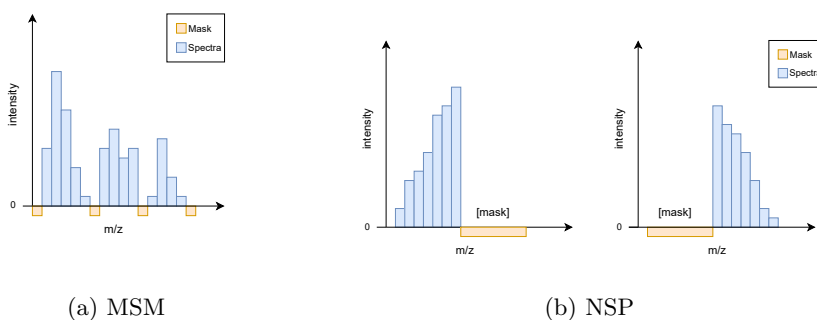 Mask
Spectra
intensity
0
m/z
(a) MSM
Mask
Spectra
intensity
0
[mask]
m/z
intensity
0
[mask]
m/z
(b) NSP